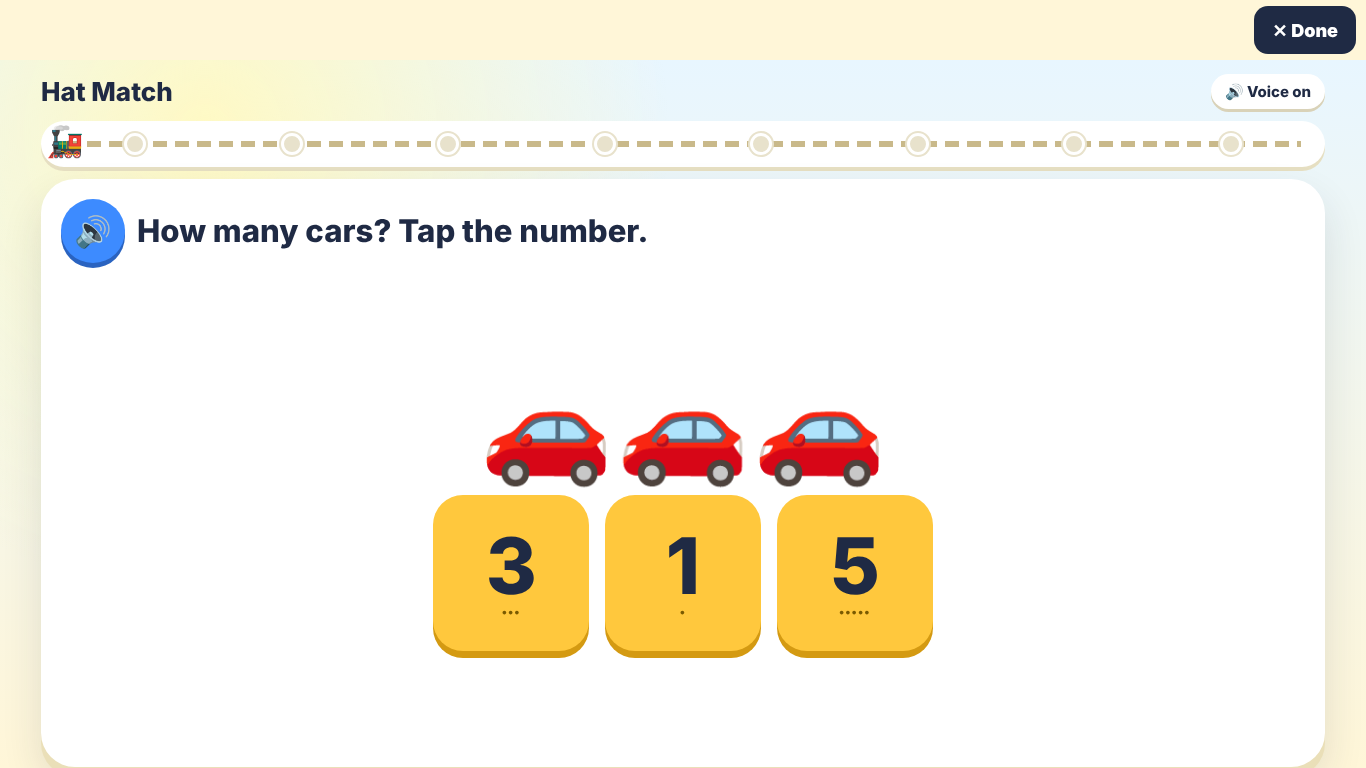 ✕ Done
Hat Match
🔊 Voice on
How many cars? Tap the number.
3
1
5